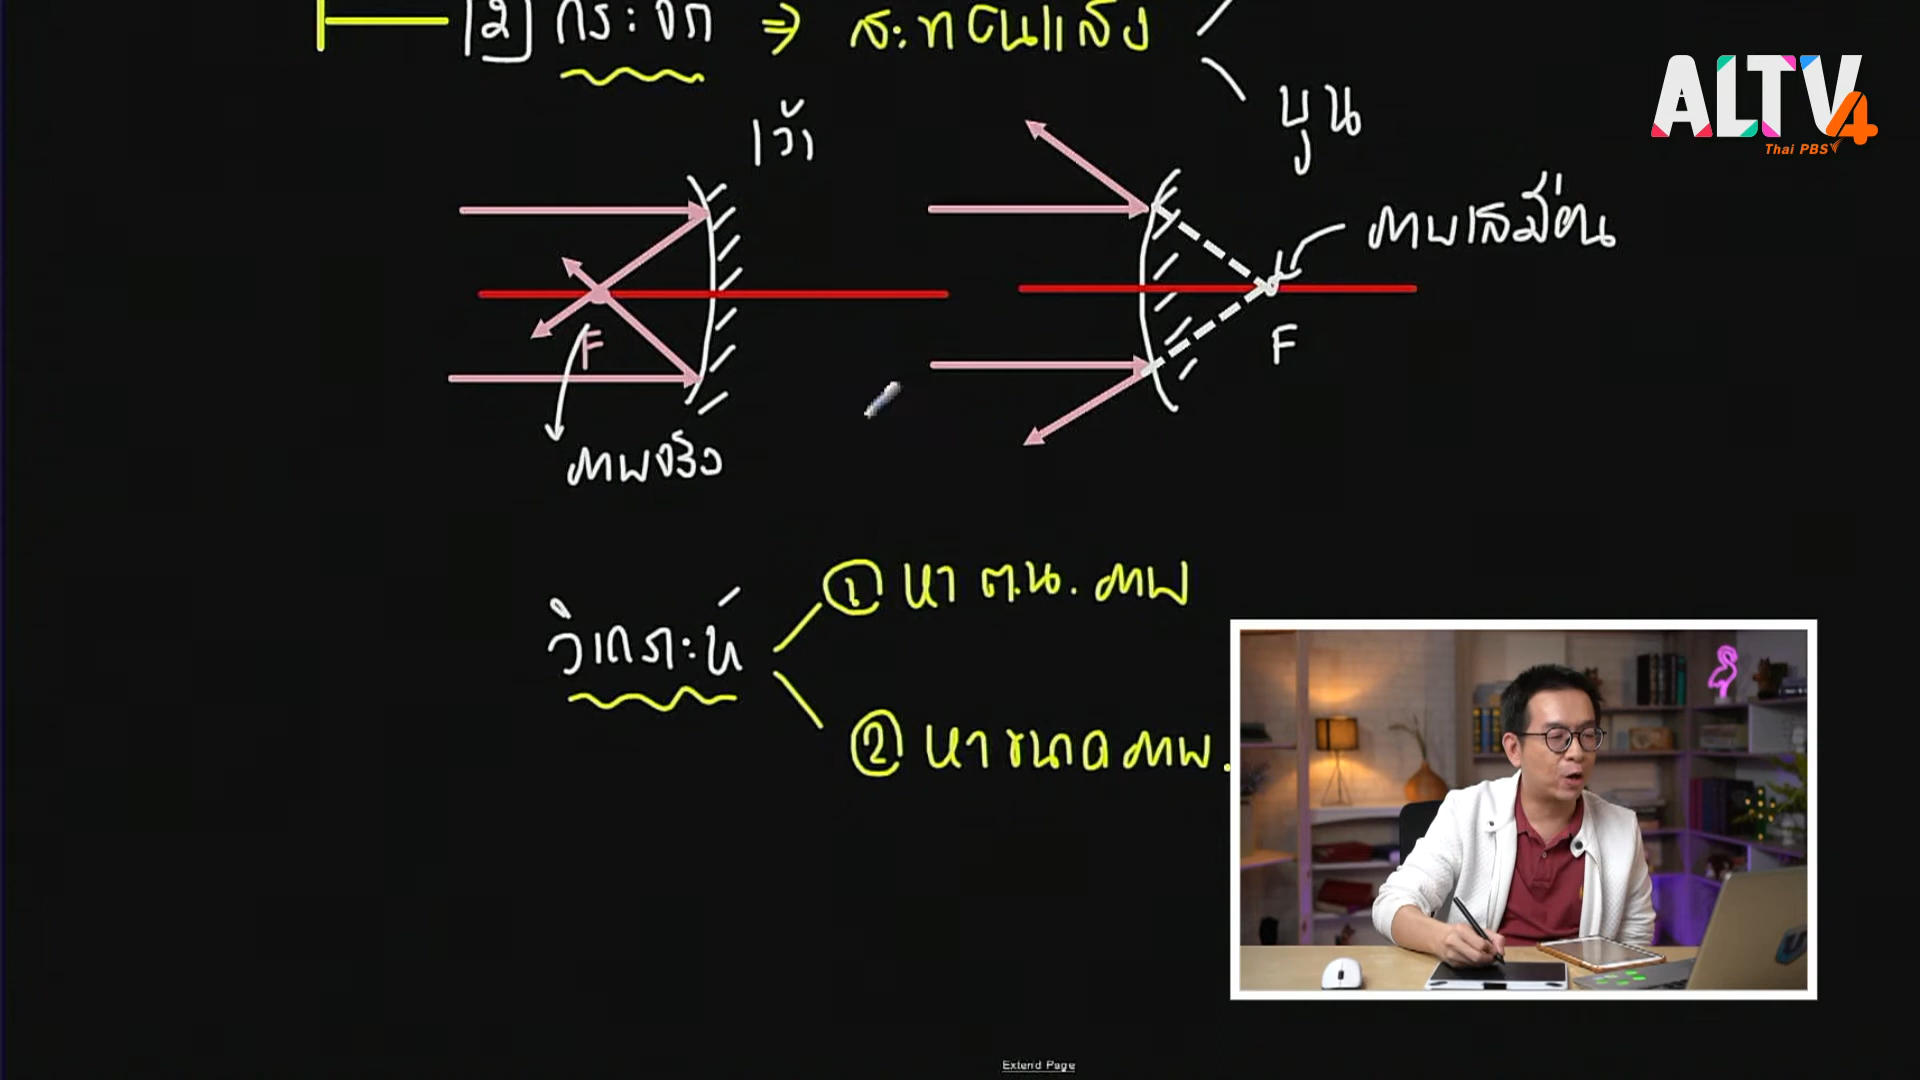 2 กระจก ⇒ สะท้อนแสง
เว้า
นูน
ภาพเสมือน
F
F
ภาพจริง
วิเคราะห์
① หา ต.น. ภาพ
② หาขนาดภาพ.
ALTV4
Thai PBS
Extend Page